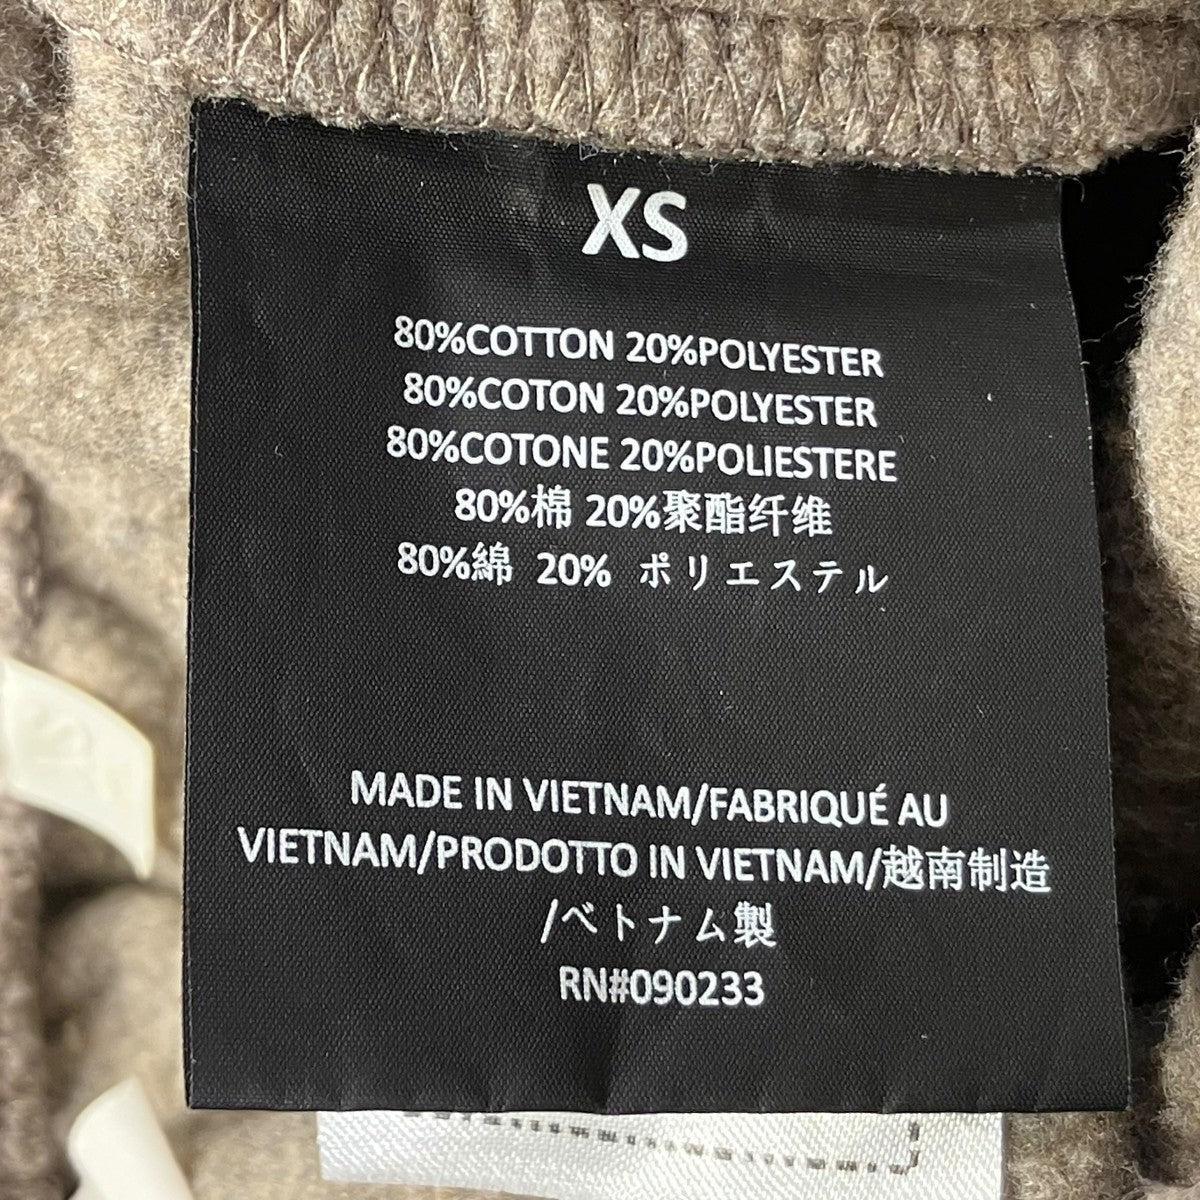 XS
80%COTTON 20%POLYESTER
80%COTON 20%POLYESTER
80%COTONE 20%POLIESTERE
80%棉 20%聚酯纤维
80%綿 20% ポリエステル
MADE IN VIETNAM/FABRIQUÉ AU
VIETNAM/PRODOTTO IN VIETNAM/越南制造
/ベトナム製
RN#090233